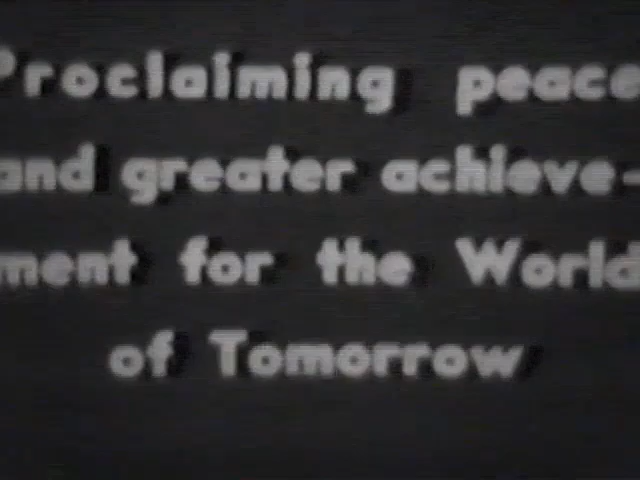 Proclaiming peace
and greater achieve-
ment for the World
of Tomorrow